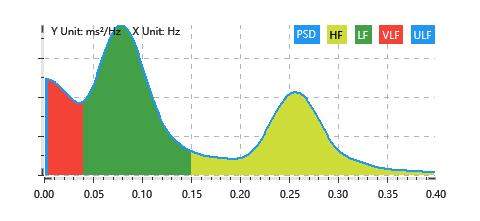 Y Unit: ms²/Hz X Unit: Hz
PSD HF LF VLF ULF
0.00 0.05 0.10 0.15 0.20 0.25 0.30 0.35 0.40